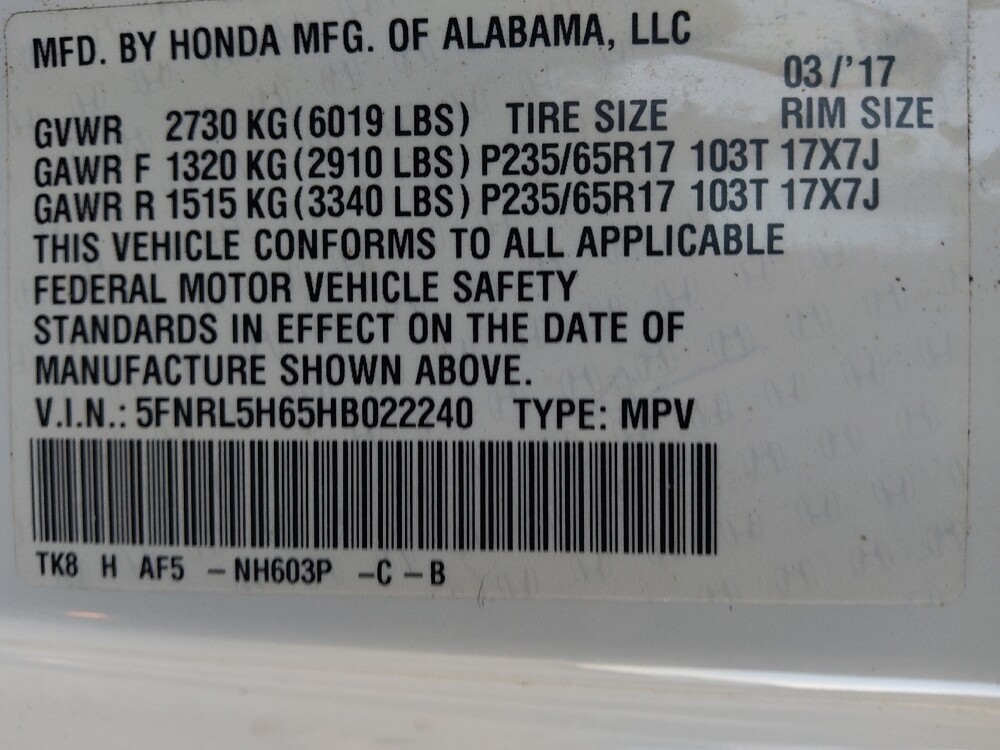 MFD. BY HONDA MFG. OF ALABAMA, LLC
03/'17
GVWR 2730 KG (6019 LBS) TIRE SIZE RIM SIZE
GAWR F 1320 KG (2910 LBS) P235/65R17 103T 17X7J
GAWR R 1515 KG (3340 LBS) P235/65R17 103T 17X7J
THIS VEHICLE CONFORMS TO ALL APPLICABLE
FEDERAL MOTOR VEHICLE SAFETY
STANDARDS IN EFFECT ON THE DATE OF
MANUFACTURE SHOWN ABOVE.
V.I.N.: 5FNRL5H65HB022240 TYPE: MPV
TK8 H AF5 - NH603P -C -B